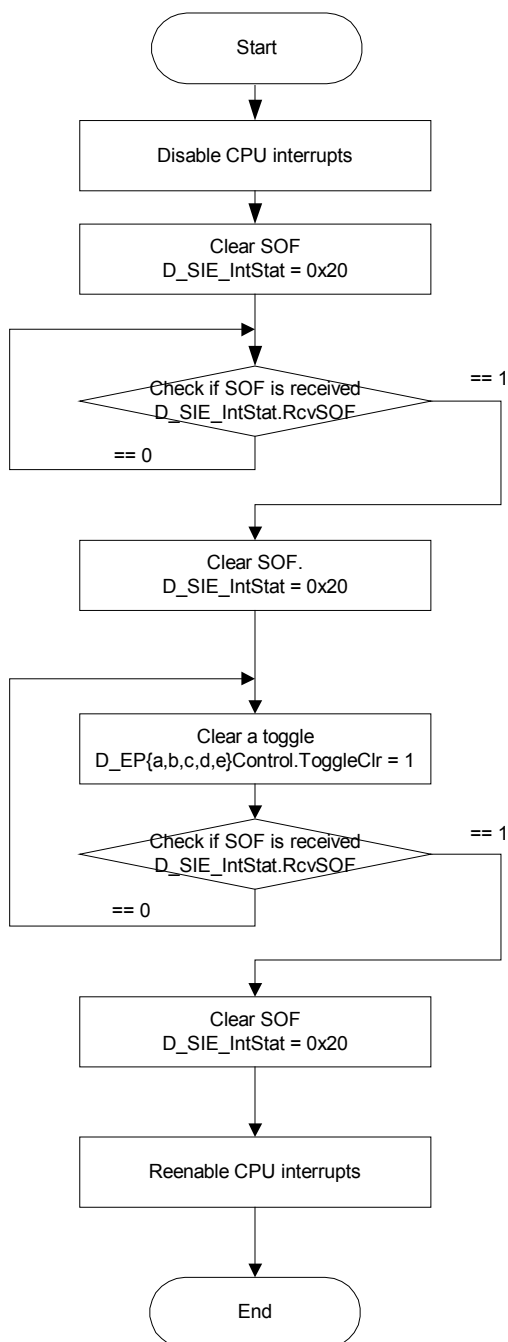 Start
Disable CPU interrupts
Clear SOF
D_SIE_IntStat = 0x20
Check if SOF is received
D_SIE_IntStat.RcvSOF
== 1
== 0
Clear SOF.
D_SIE_IntStat = 0x20
Clear a toggle
D_EP{a,b,c,d,e}Control.ToggleClr = 1
Check if SOF is received
D_SIE_IntStat.RcvSOF
== 1
== 0
Clear SOF
D_SIE_IntStat = 0x20
Reenable CPU interrupts
End